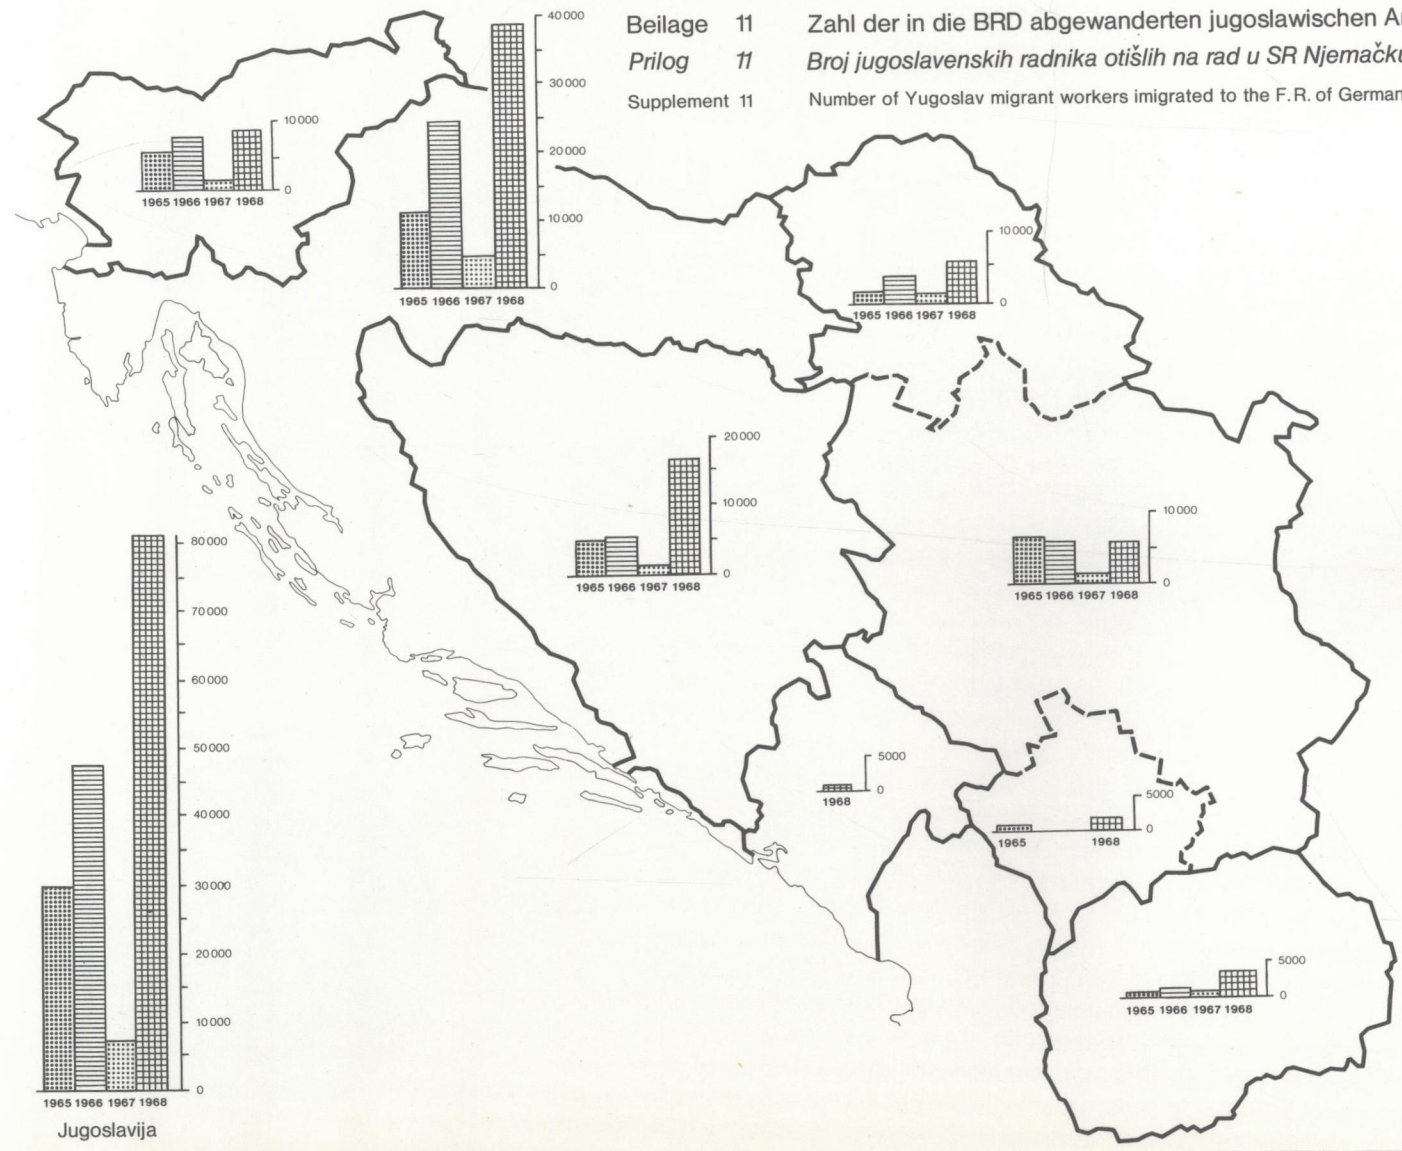 Beilage 11 Zahl der in die BRD abgewanderten jugoslawischen
Prilog 11 Broj jugoslavenskih radnika otišlih na rad u SR Njemačku
Supplement 11 Number of Yugoslav migrant workers imigrated to the F. R. of German
40000
30000
20000
10000
0
1965 1966 1967 1968
10000
0
1965 1966 1967 1968
10000
0
1965 1966 1967 1968
20000
10000
0
1965 1966 1967 1968
10000
0
1965 1966 1967 1968
80000
70000
60000
50000
40000
30000
20000
10000
0
1965 1966 1967 1968
Jugoslavija
5000
0
1968
5000
0
1965 1968
5000
0
1965 1966 1967 1968